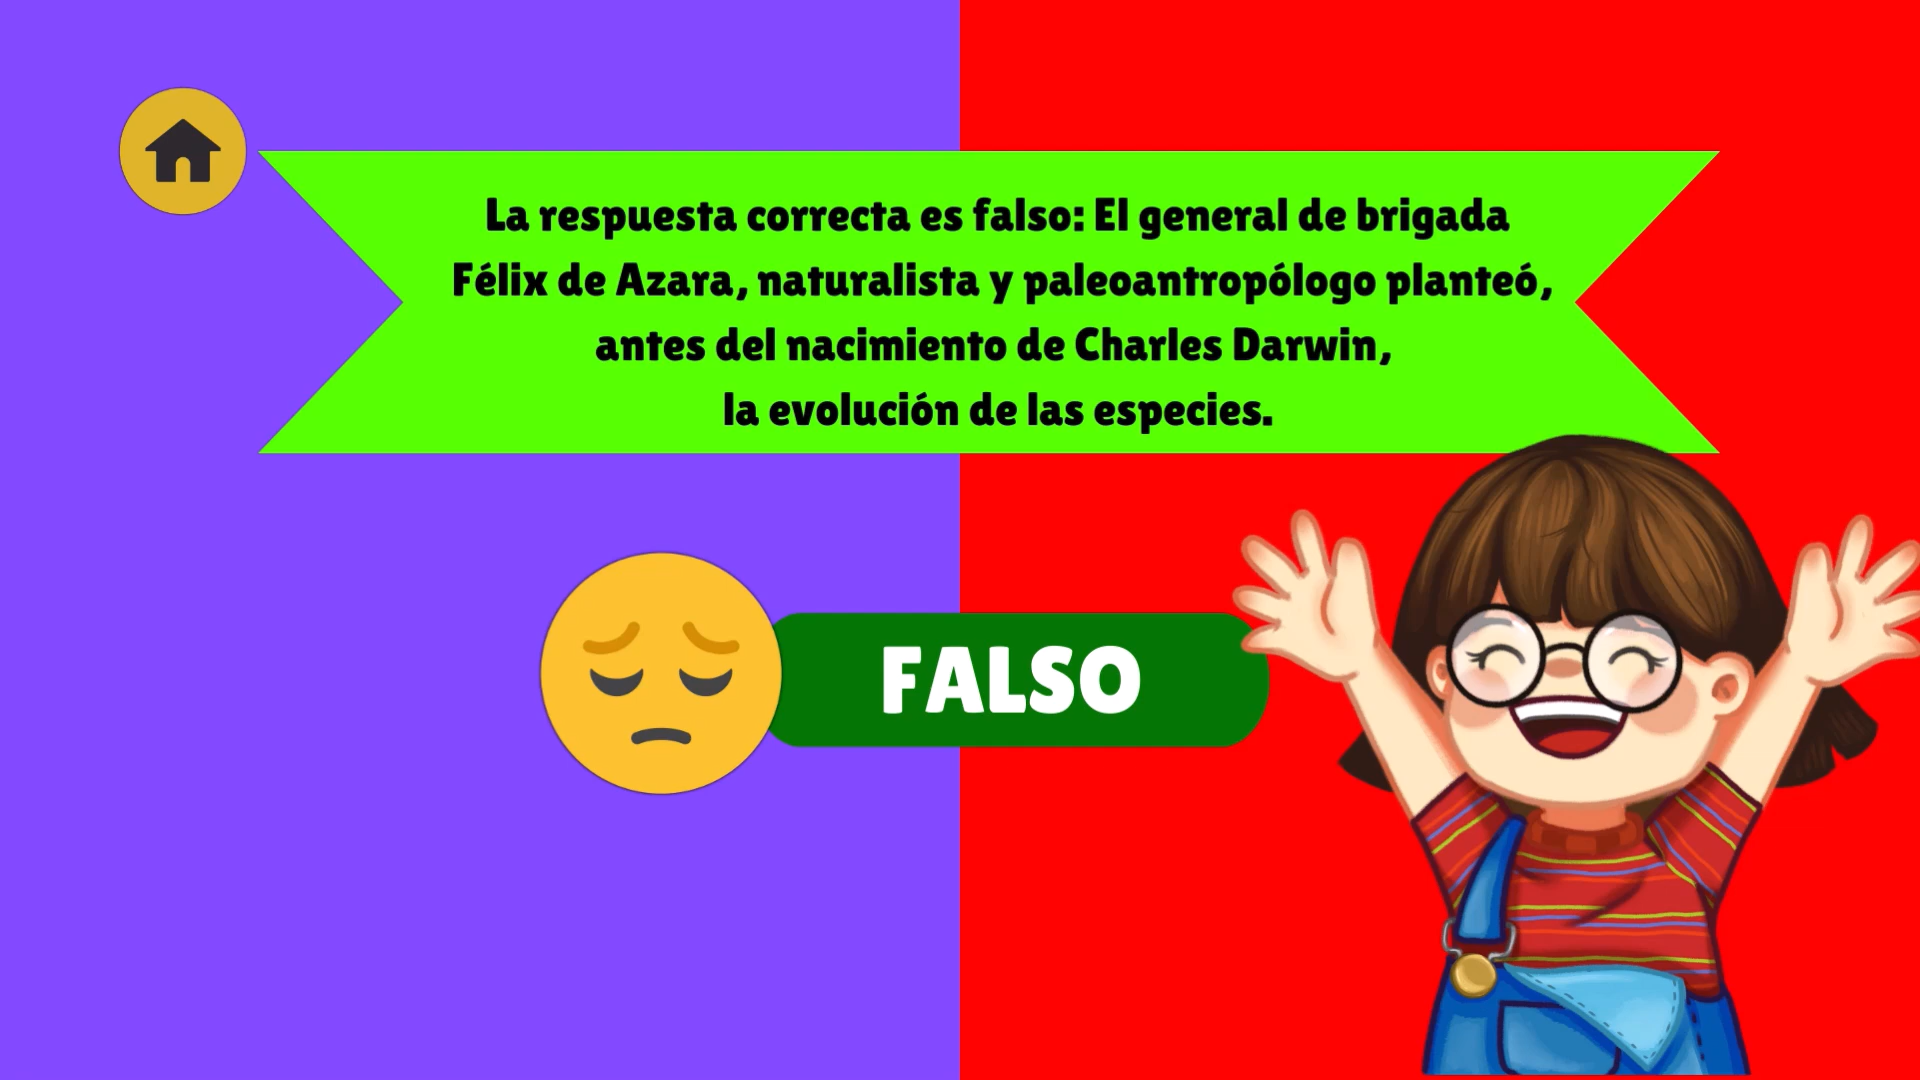 La respuesta correcta es falso: El general de brigada
Félix de Azara, naturalista y paleoantropólogo planteó,
antes del nacimiento de Charles Darwin,
la evolución de las especies.
FALSO